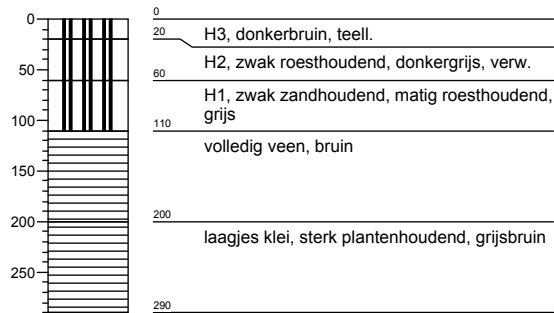 0
50
100
150
200
250
0
20
H3, donkerbruin, teell.
H2, zwak roesthoudend, donkergrijs, verw.
60
H1, zwak zandhoudend, matig roesthoudend,
grijs
110
volledig veen, bruin
200
laagjes klei, sterk plantenhoudend, grijsbruin
290